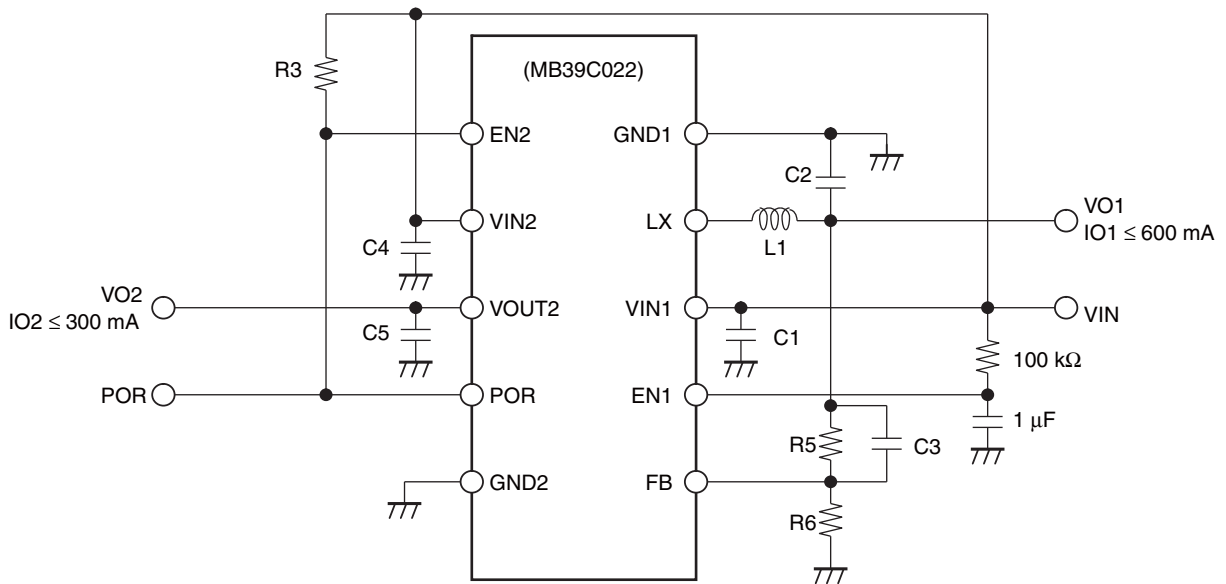 R3
(MB39C022)
EN2
GND1
C2
VIN2
LX
VO1
C4
L1
IO1 ≤ 600 mA
VO2
VOUT2
VIN1
VIN
IO2 ≤ 300 mA
C5
C1
100 kΩ
POR
POR
EN1
1 μF
R5
C3
GND2
FB
R6